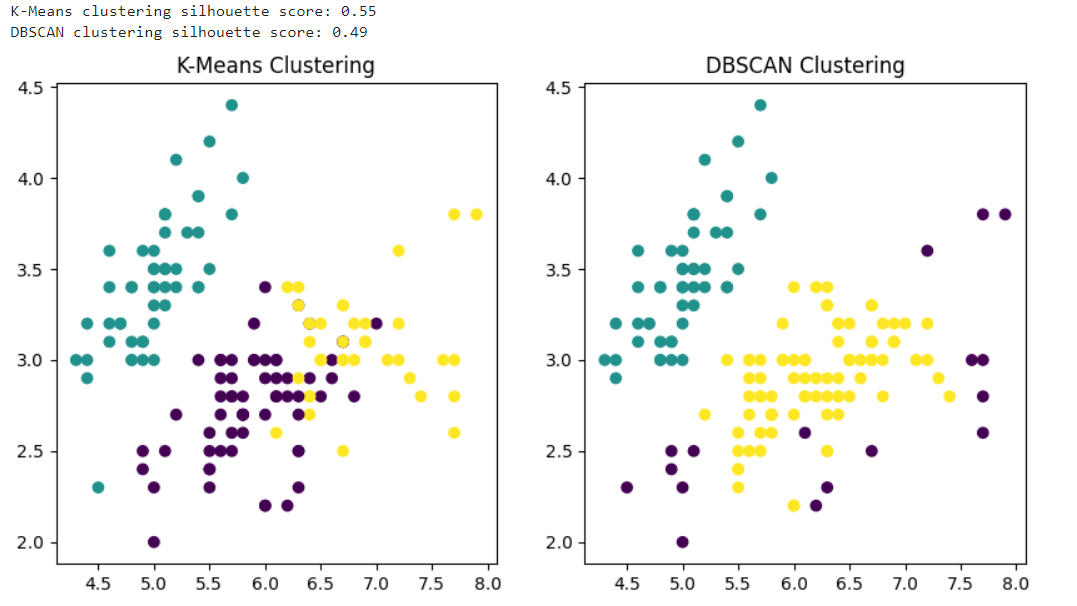 K-Means clustering silhouette score: 0.55
DBSCAN clustering silhouette score: 0.49
K-Means Clustering
4.5
4.0
3.5
3.0
2.5
2.0
4.5 5.0 5.5 6.0 6.5 7.0 7.5 8.0
DBSCAN Clustering
4.5
4.0
3.5
3.0
2.5
2.0
4.5 5.0 5.5 6.0 6.5 7.0 7.5 8.0